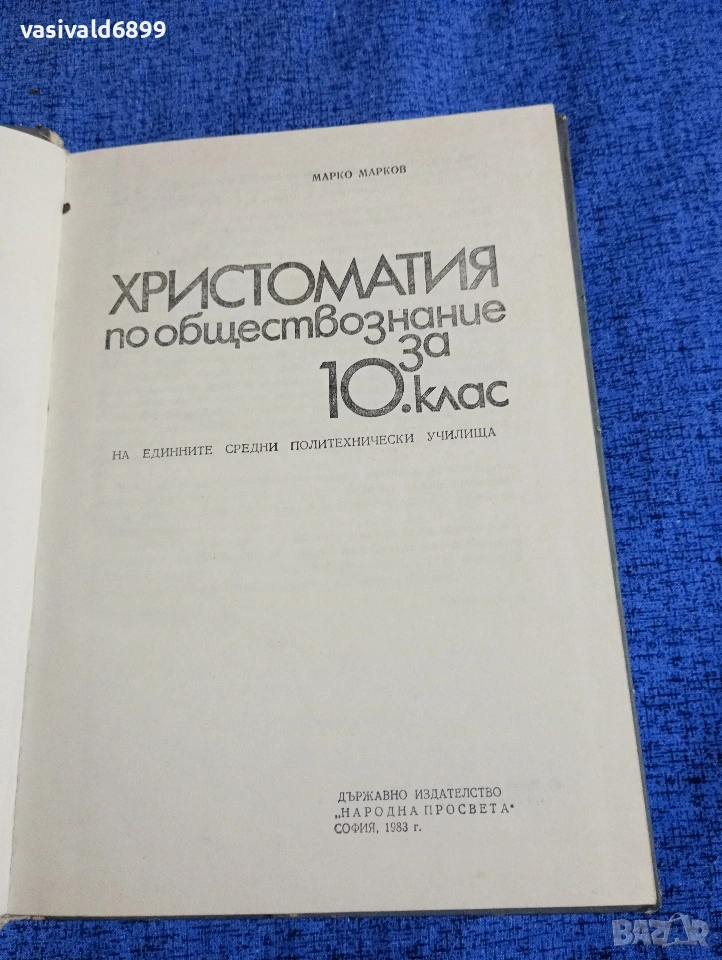 vasivald6899
МАРКО МАРКОВ
ХРИСТОМАТИЯ
по обществознание
за
10. клас
НА ЕДИННИТЕ СРЕДНИ ПОЛИТЕХНИЧЕСКИ УЧИЛИЩА
ДЪРЖАВНО ИЗДАТЕЛСТВО
„НАРОДНА ПРОСВЕТА“
СОФИЯ, 1983 г.
BAZAR